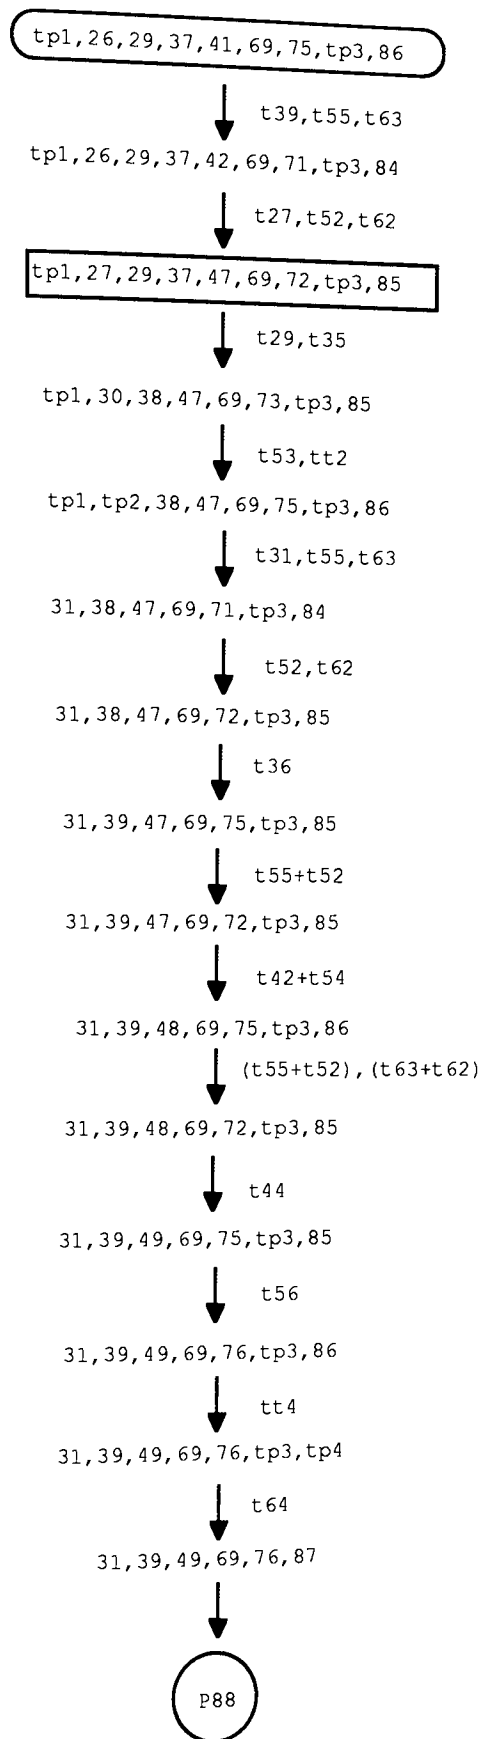 tp1,26,29,37,41,69,75,tp3,86
t39,t55,t63
tp1,26,29,37,42,69,71,tp3,84
t27,t52,t62
tp1,27,29,37,47,69,72,tp3,85
t29,t35
tp1,30,38,47,69,73,tp3,85
t53,tt2
tp1,tp2,38,47,69,75,tp3,86
t31,t55,t63
31,38,47,69,71,tp3,84
t52,t62
31,38,47,69,72,tp3,85
t36
31,39,47,69,75,tp3,85
t55+t52
31,39,47,69,72,tp3,85
t42+t54
31,39,48,69,75,tp3,86
(t55+t52),(t63+t62)
31,39,48,69,72,tp3,85
t44
31,39,49,69,75,tp3,85
t56
31,39,49,69,76,tp3,86
tt4
31,39,49,69,76,tp3,tp4
t64
31,39,49,69,76,87
P88